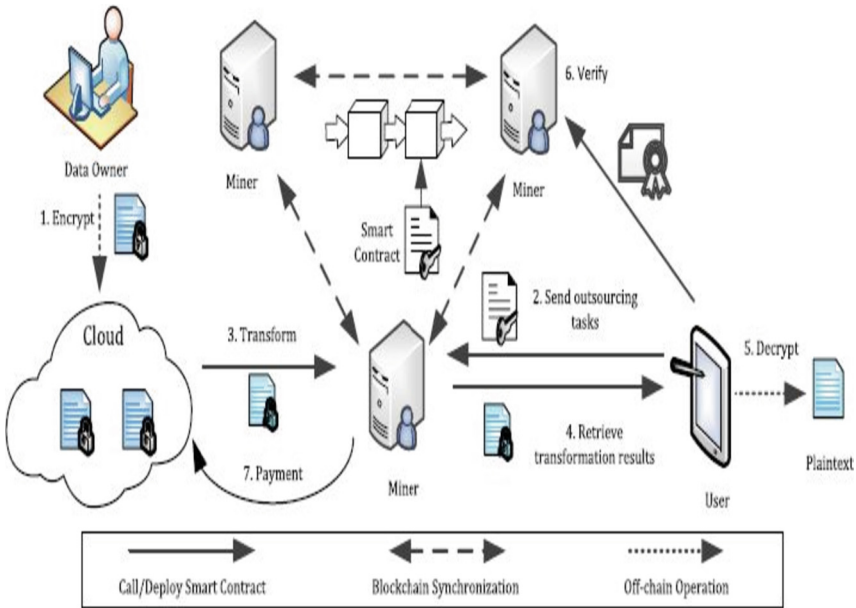 6. Verify
Data Owner
Miner
Miner
1. Encrypt
Smart
Contract
2. Send outsourcing
tasks
Cloud
3. Transform
5. Decrypt
4. Retrieve
transformation results
Plaintext
7. Payment
Miner
User
Call/Deploy Smart Contract
Blockchain Synchronization
Off-chain Operation